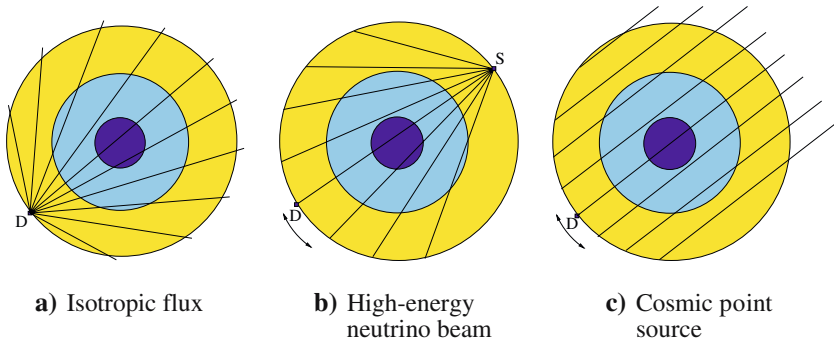 D
S
D
D
a) Isotropic flux
b) High-energy
neutrino beam
c) Cosmic point
source